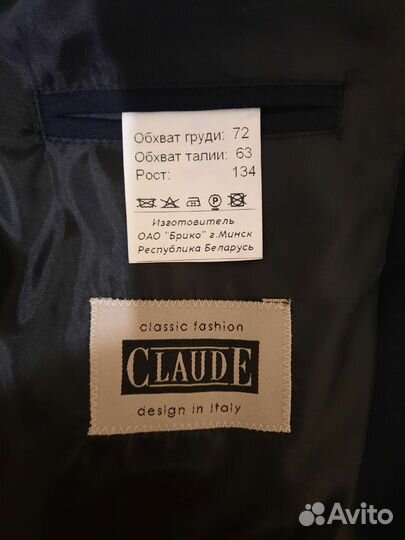 Обхват груди: 72
Обхват талии: 63
Рост: 134
Изготовитель
ОАО "Брико" г.Минск
Республика Беларусь
classic fashion
CLAUDE
design in Italy
Avito